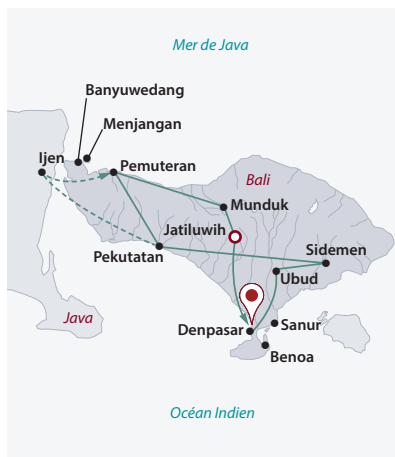 Mer de Java
Banyuwedang
Menjangan
Ijen
Pemuteran
Bali
Munduk
Jatiluwih
Sidemen
Pekutatan
Ubud
Java
Denpasar
Sanur
Benoa
Océan Indien